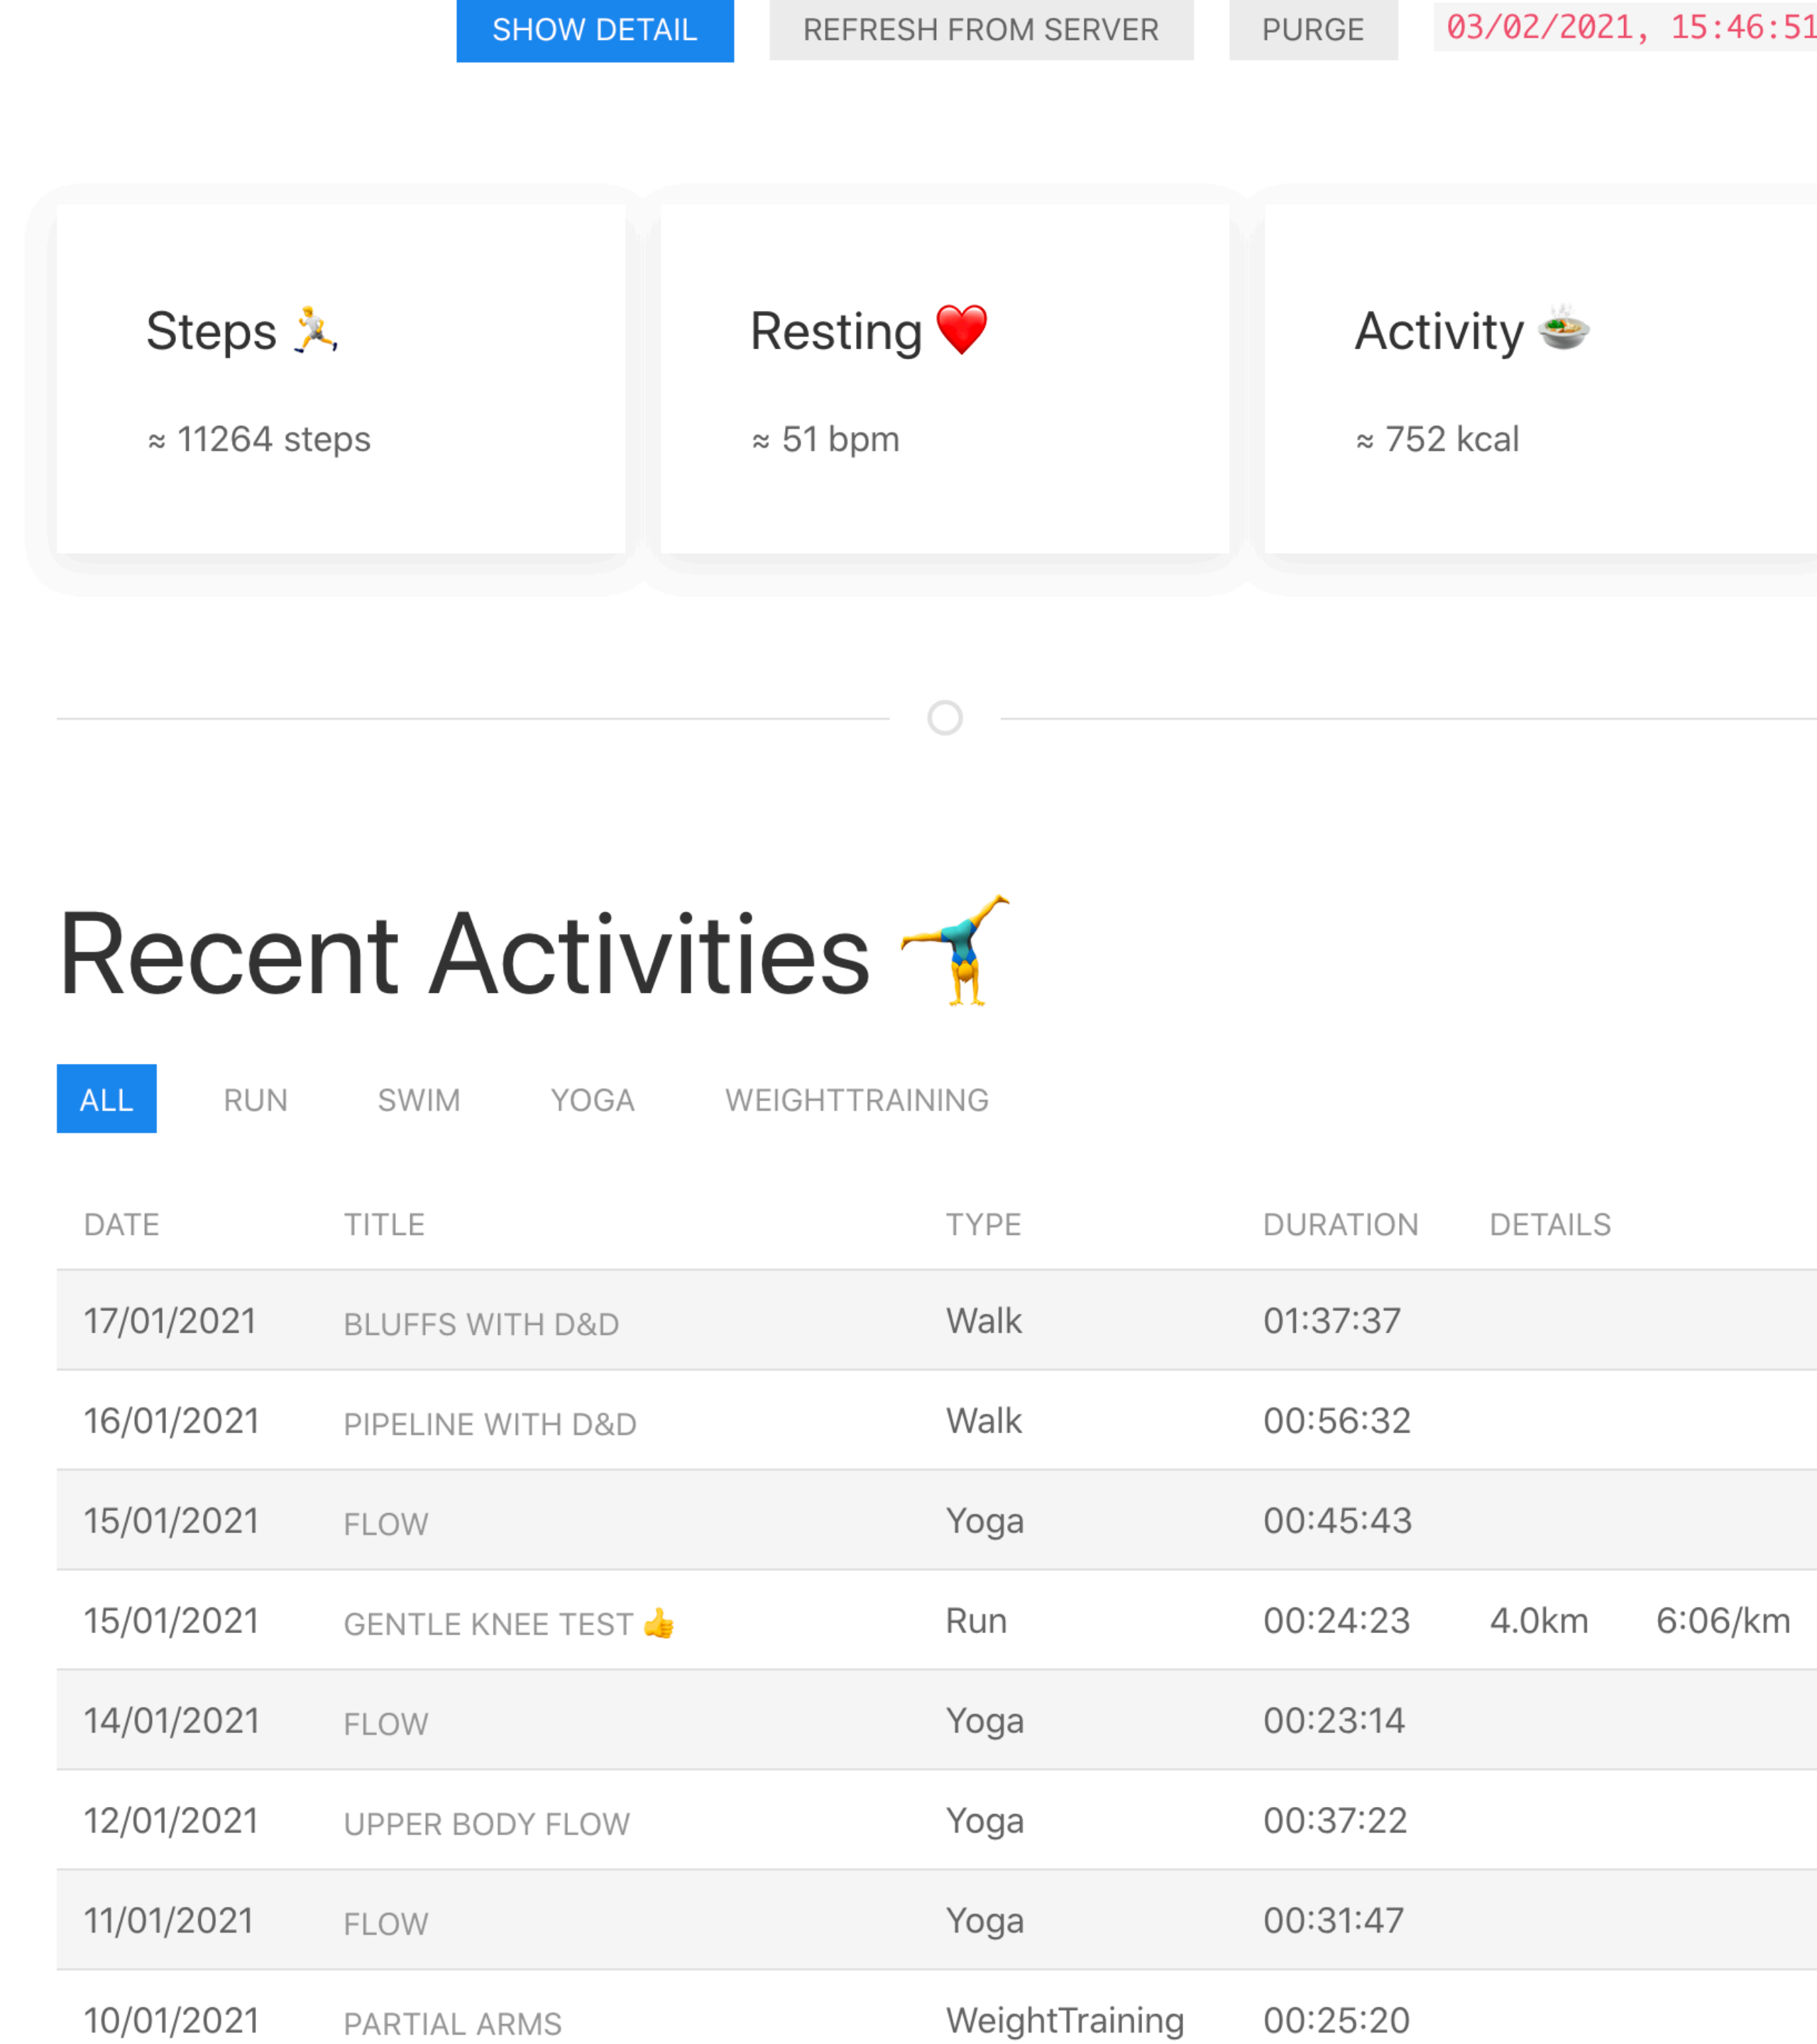 SHOW DETAIL REFRESH FROM SERVER PURGE 03/02/2021, 15:46:51
Steps 🏃 Resting ❤️ Activity 🍲
≈ 11264 steps ≈ 51 bpm ≈ 752 kcal
Recent Activities 🤸‍♂️
ALL RUN SWIM YOGA WEIGHTTRAINING
DATE TITLE TYPE DURATION DETAILS
17/01/2021 BLUFFS WITH D&D Walk 01:37:37
16/01/2021 PIPELINE WITH D&D Walk 00:56:32
15/01/2021 FLOW Yoga 00:45:43
15/01/2021 GENTLE KNEE TEST 👍 Run 00:24:23 4.0km 6:06/km
14/01/2021 FLOW Yoga 00:23:14
12/01/2021 UPPER BODY FLOW Yoga 00:37:22
11/01/2021 FLOW Yoga 00:31:47
10/01/2021 PARTIAL ARMS WeightTraining 00:25:20